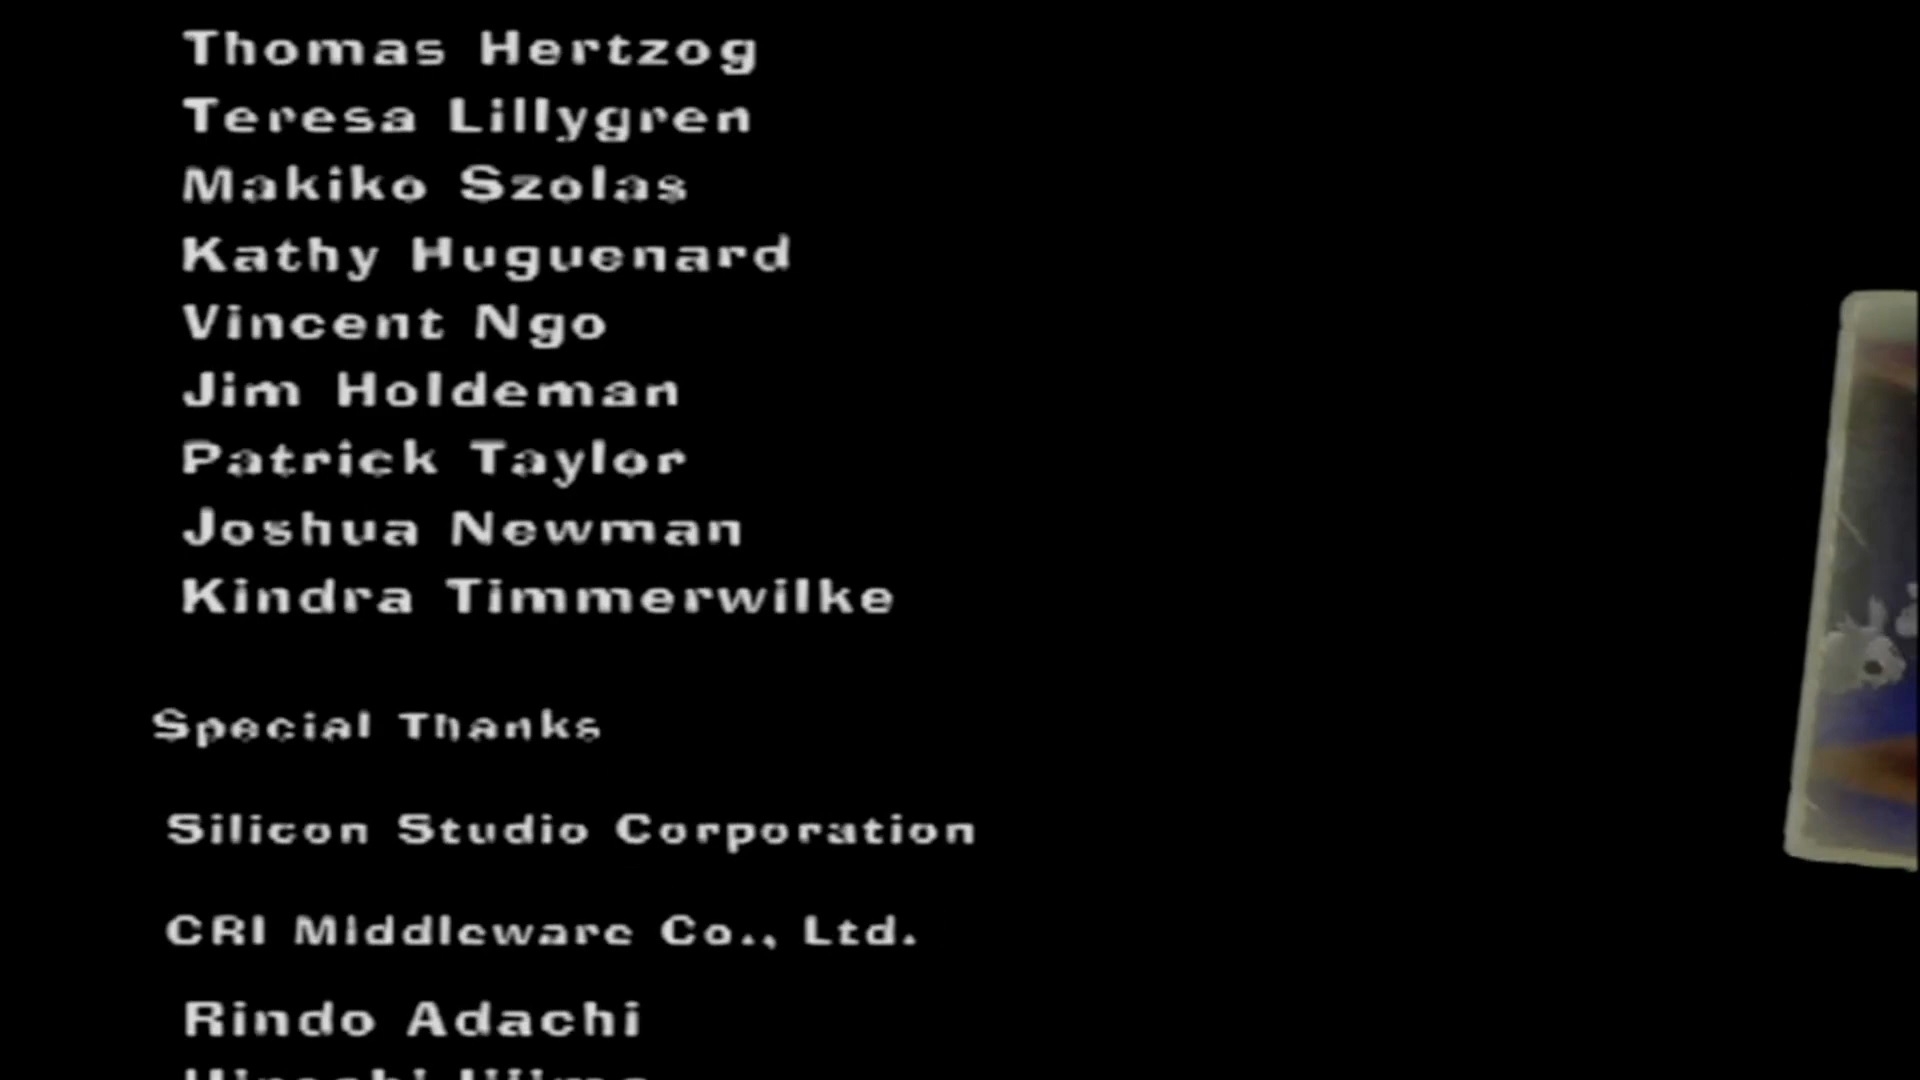 Thomas Hertzog
Teresa Lillygren
Makiko Szolas
Kathy Huguenard
Vincent Ngo
Jim Holdeman
Patrick Taylor
Joshua Newman
Kindra Timmerwilke
Special Thanks
Silicon Studio Corporation
CRI Middleware Co., Ltd.
Rindo Adachi